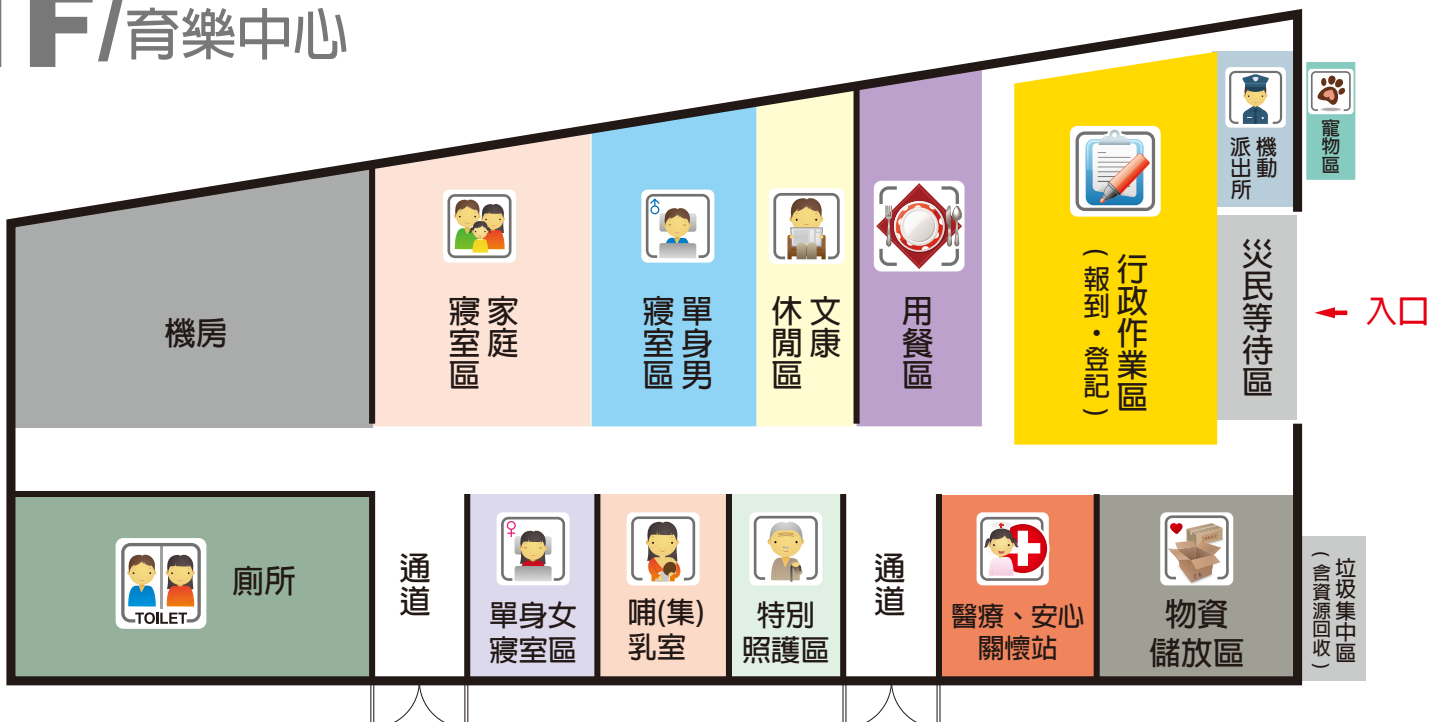 1F/育樂中心
機動
派出所
寵物區
機房
家庭
寢室區
單身男
寢室區
文康
休閒區
用餐區
行政作業區
(報到・登記)
災民等待區
入口
TOILET
廁所
通道
單身女
寢室區
哺(集)
乳室
特別
照護區
通道
醫療、安心
關懷站
物資
儲放區
垃圾集中區
(含資源回收)